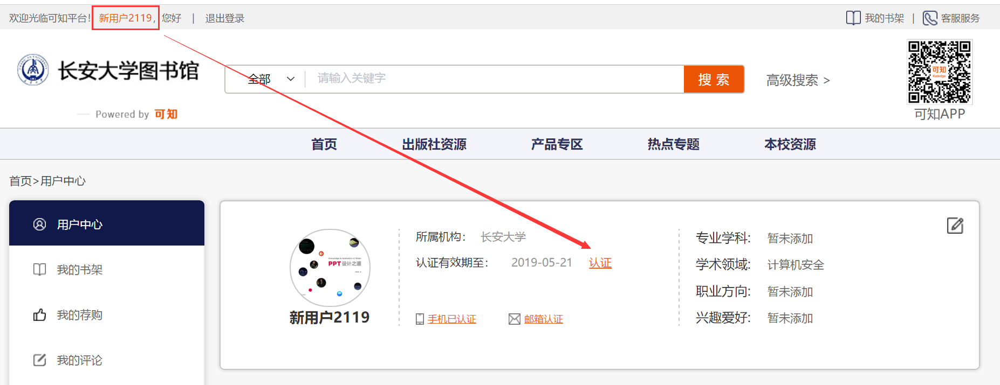 欢迎光临可知平台! 新用户2119, 您好 | 退出登录
我的书架 | 客服服务
长安大学图书馆
全部 请输入关键字 搜 索 高级搜索 >
可知
Powered by 可知
可知APP
首页 出版社资源 产品专区 热点专题 本校资源
首页>用户中心
用户中心
我的书架
我的荐购
我的评论
PPT 设计之道
新用户2119
所属机构: 长安大学
认证有效期至: 2019-05-21 认证
手机已认证 邮箱认证
专业学科: 暂未添加
学术领域: 计算机安全
职业方向: 暂未添加
兴趣爱好: 暂未添加